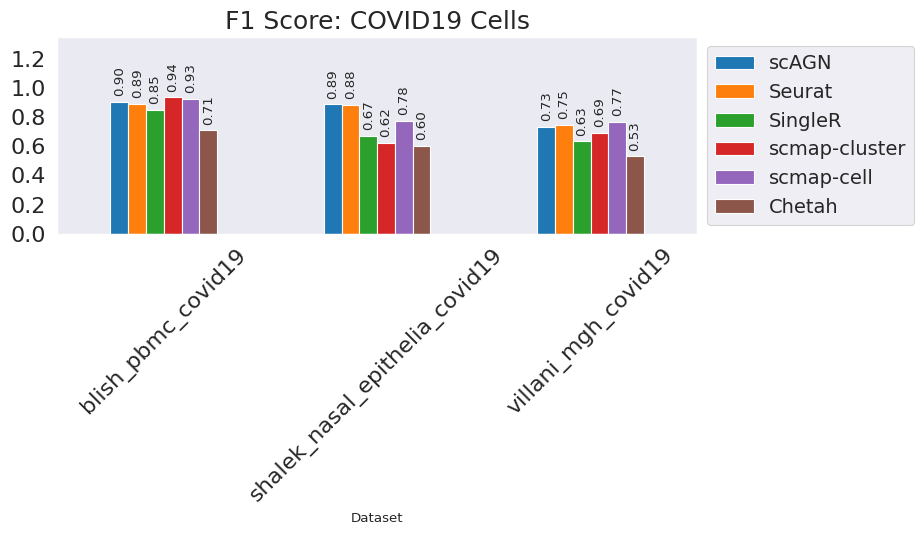 F1 Score: COVID19 Cells
1.2
1.0
0.8
0.6
0.4
0.2
0.0
0.90
0.89
0.85
0.94
0.93
0.71
0.89
0.88
0.67
0.62
0.78
0.60
0.73
0.75
0.63
0.69
0.77
0.53
scAGN
Seurat
SingleR
scmap-cluster
scmap-cell
Chetah
blish_pbmc_covid19
shalek_nasal_epithelia_covid19
villani_mgh_covid19
Dataset